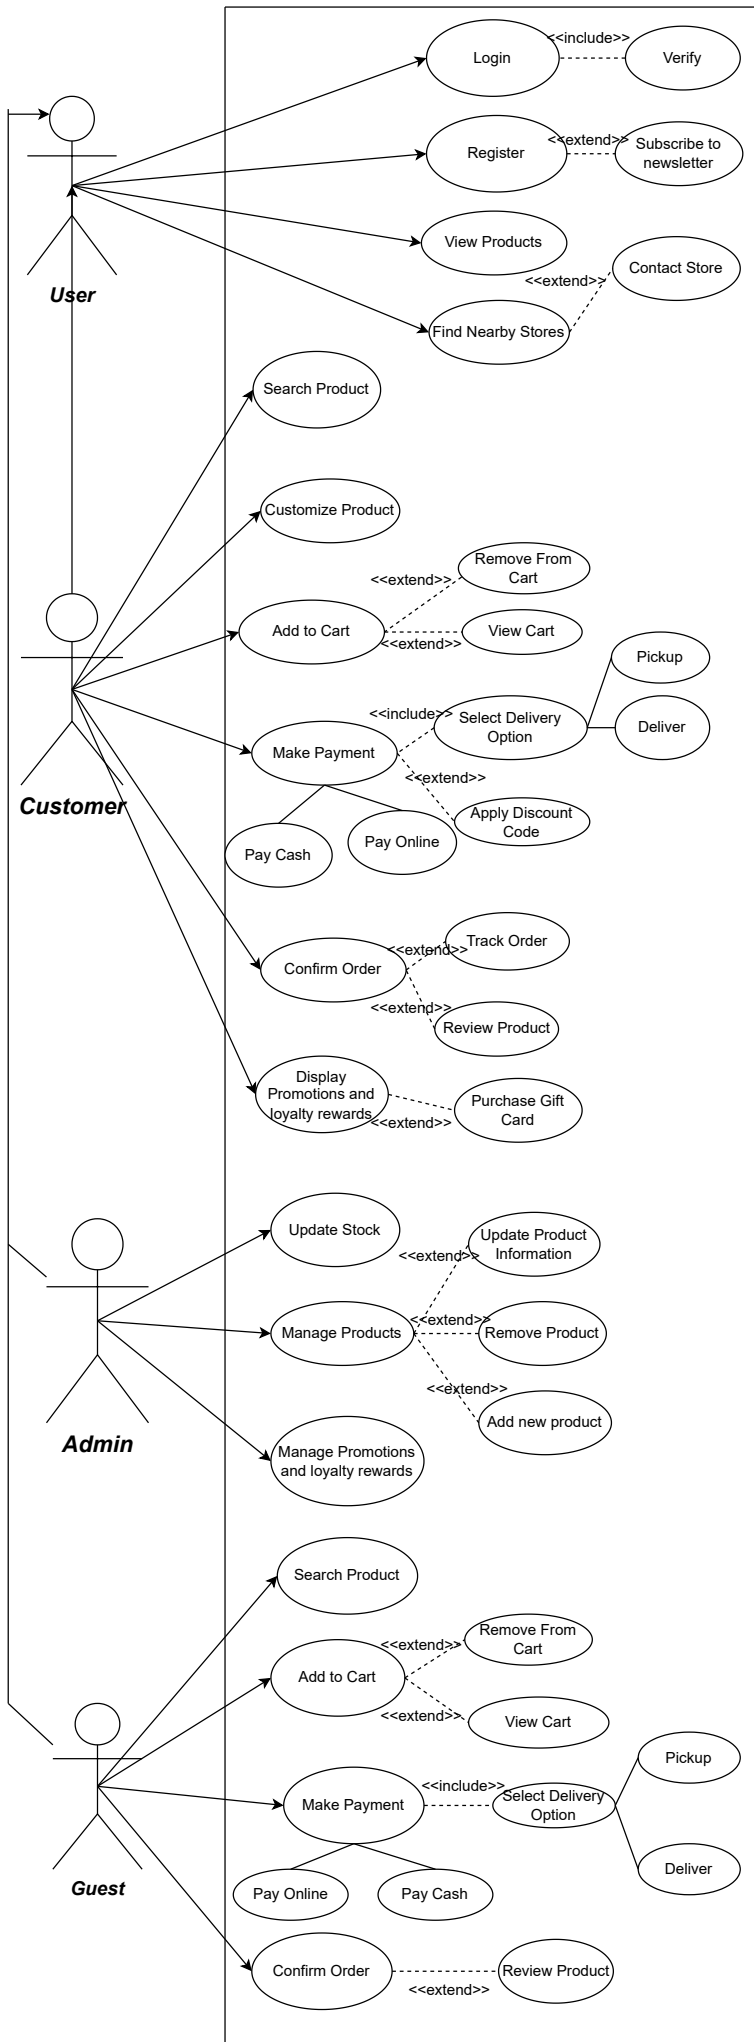 <<include>>
Login
Verify
<<extend>>
Register
Subscribe to
newsletter
View Products
Contact Store
<<extend>>
User
Find Nearby Stores
Search Product
Customize Product
Remove From
Cart
<<extend>>
Add to Cart
View Cart
<<extend>>
Pickup
<<include>>
Select Delivery
Option
Deliver
Make Payment
<<extend>>
Customer
Apply Discount
Code
Pay Online
Pay Cash
Track Order
<<extend>>
Confirm Order
<<extend>>
Review Product
Display
Promotions and
loyalty rewards
Purchase Gift
Card
<<extend>>
Update Stock
Update Product
Information
<<extend>>
<<extend>>
Manage Products
Remove Product
<<extend>>
Add new product
Admin
Manage Promotions
and loyalty rewards
Search Product
Remove From
Cart
<<extend>>
Add to Cart
<<extend>>
View Cart
Pickup
<<include>>
Select Delivery
Option
Make Payment
Deliver
Guest
Pay Online
Pay Cash
Confirm Order
Review Product
<<extend>>